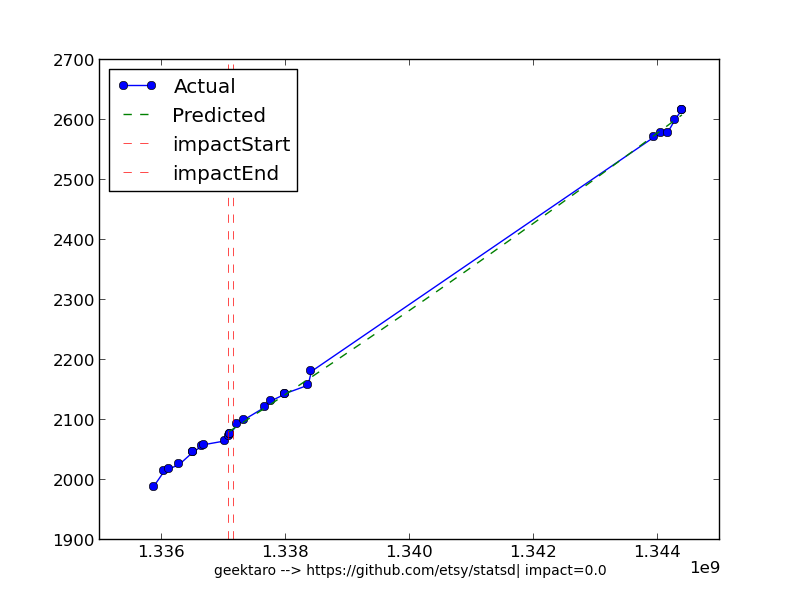 2700
2600
2500
2400
2300
2200
2100
2000
1900
Actual
Predicted
impactStart
impactEnd
1.336 1.338 1.340 1.342 1.344
1e9
geektaro --> https://github.com/etsy/statsd| impact=0.0